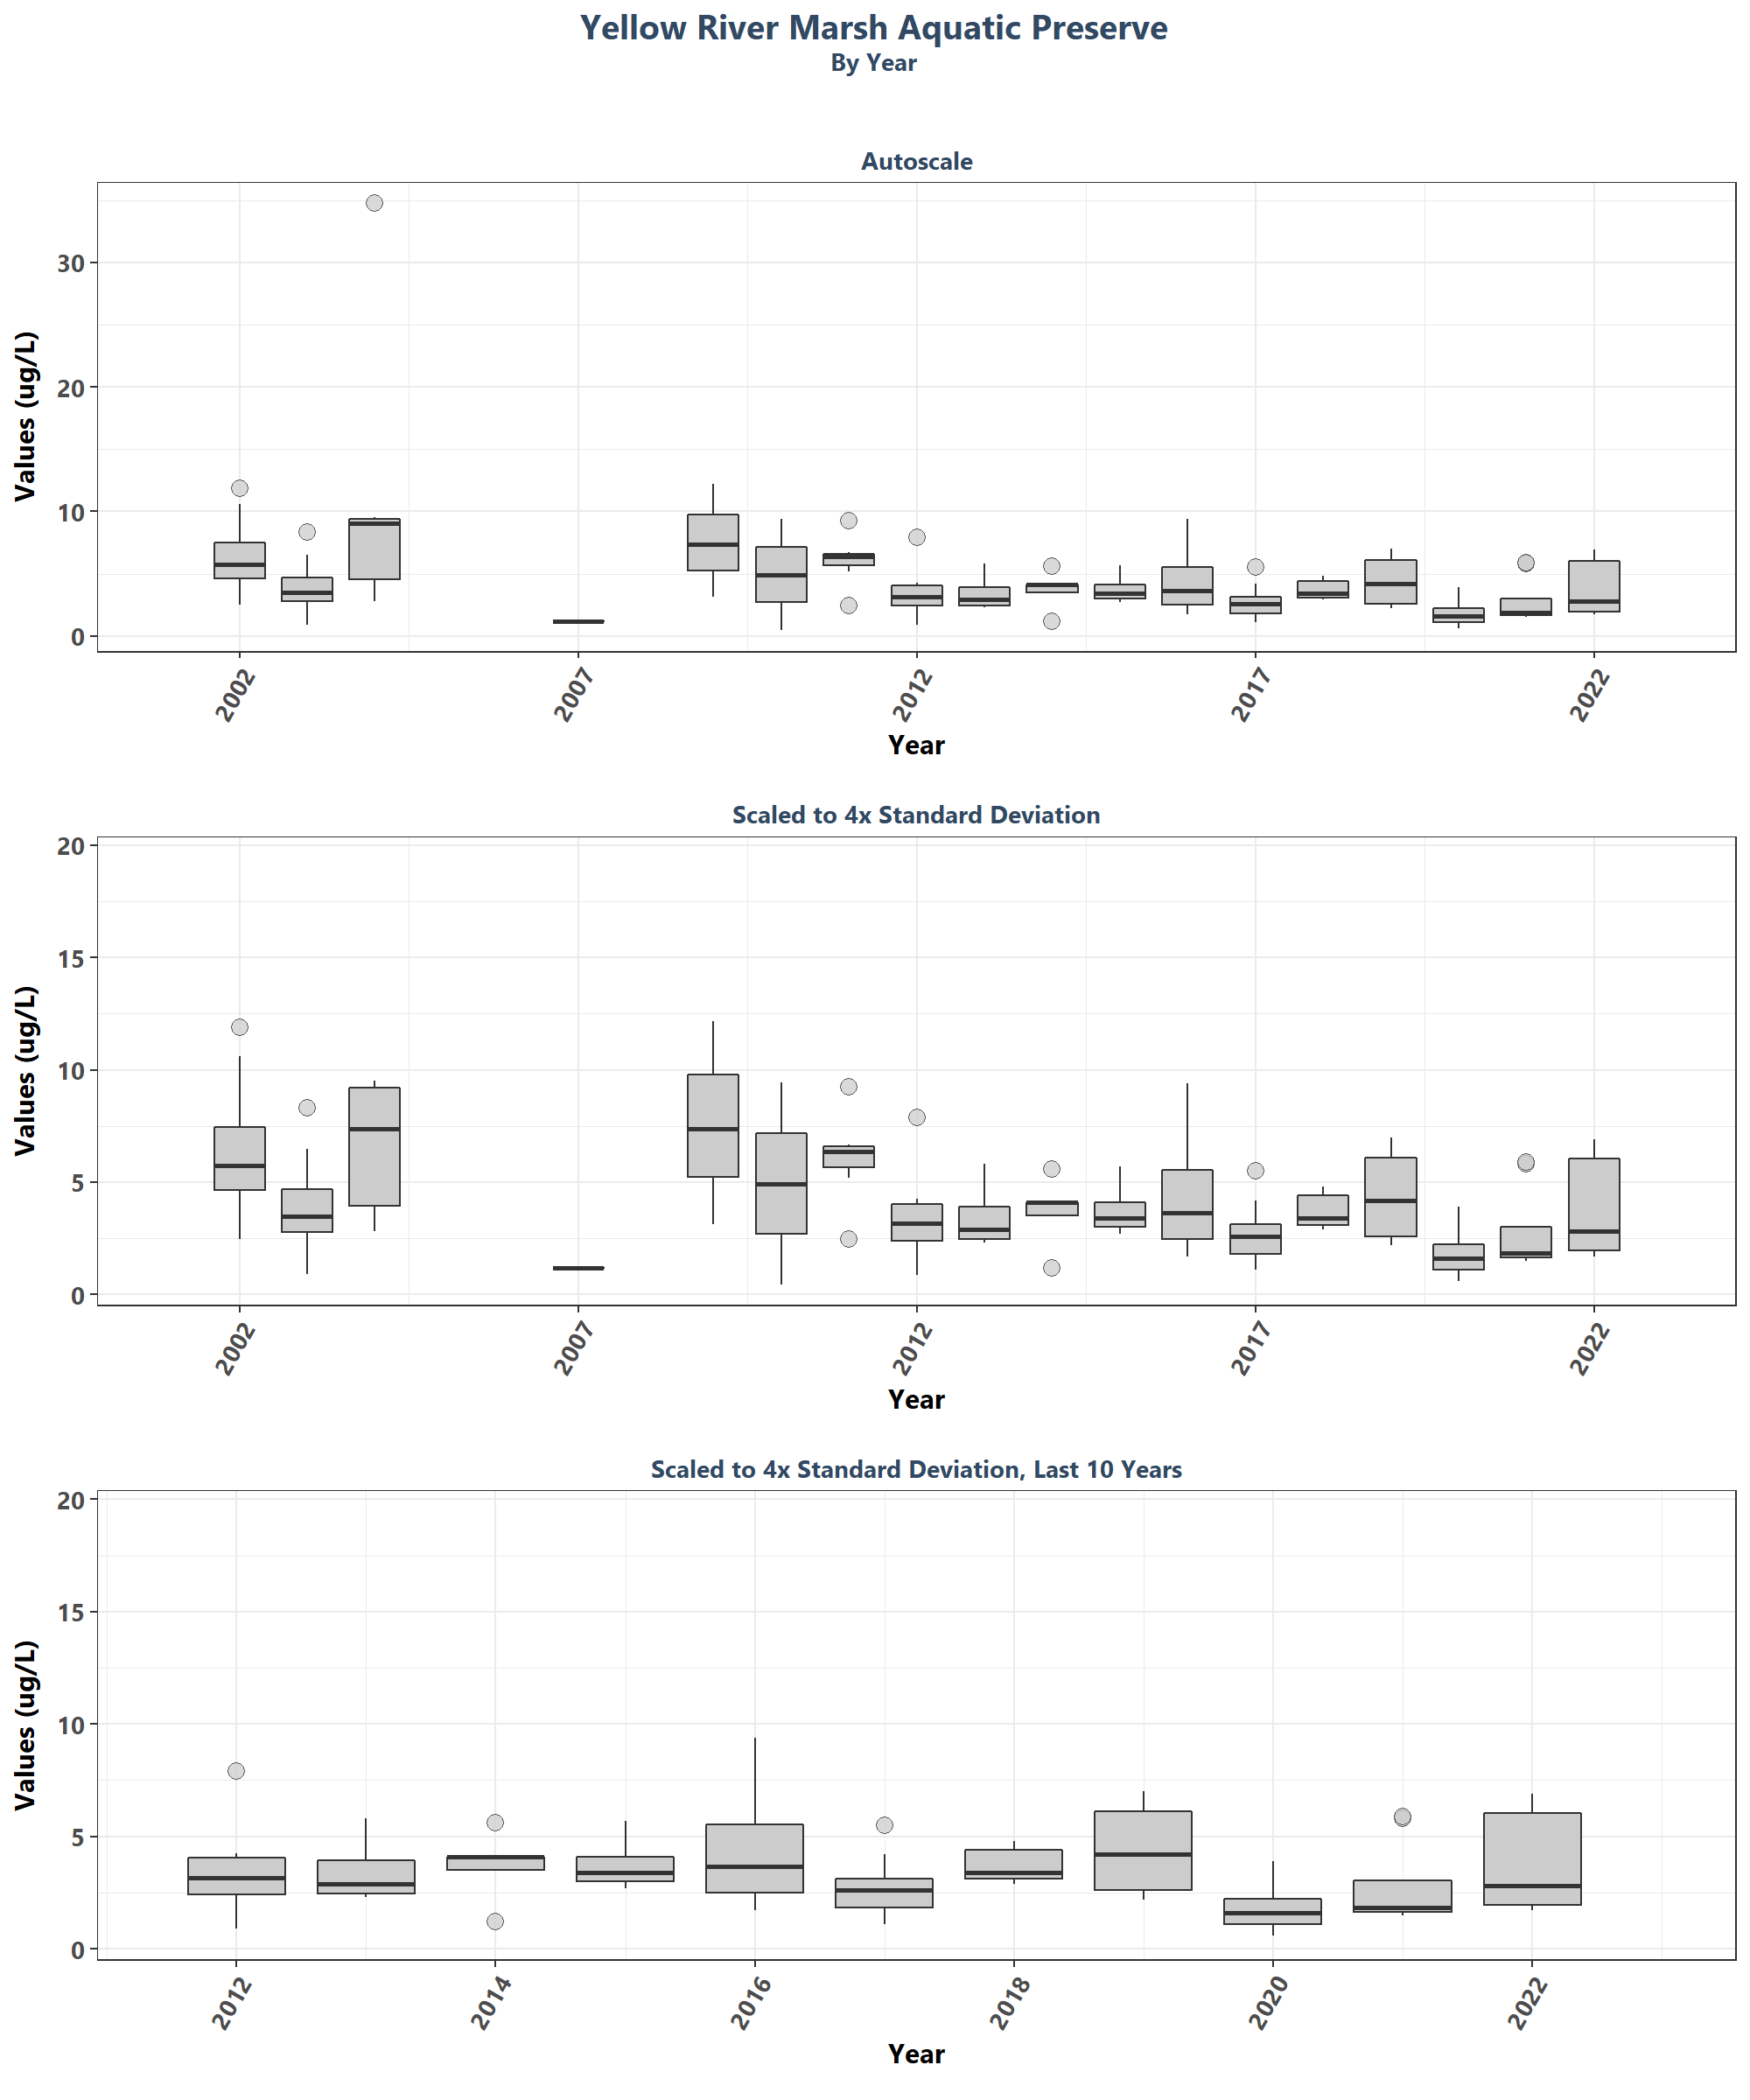 Yellow River Marsh Aquatic Preserve
By Year
Autoscale
Values (ug/L)
30
20
10
0
2002
2007
2012
2017
2022
Year
Scaled to 4x Standard Deviation
Values (ug/L)
20
15
10
5
0
2002
2007
2012
2017
2022
Year
Scaled to 4x Standard Deviation, Last 10 Years
Values (ug/L)
20
15
10
5
0
2012
2014
2016
2018
2020
2022
Year